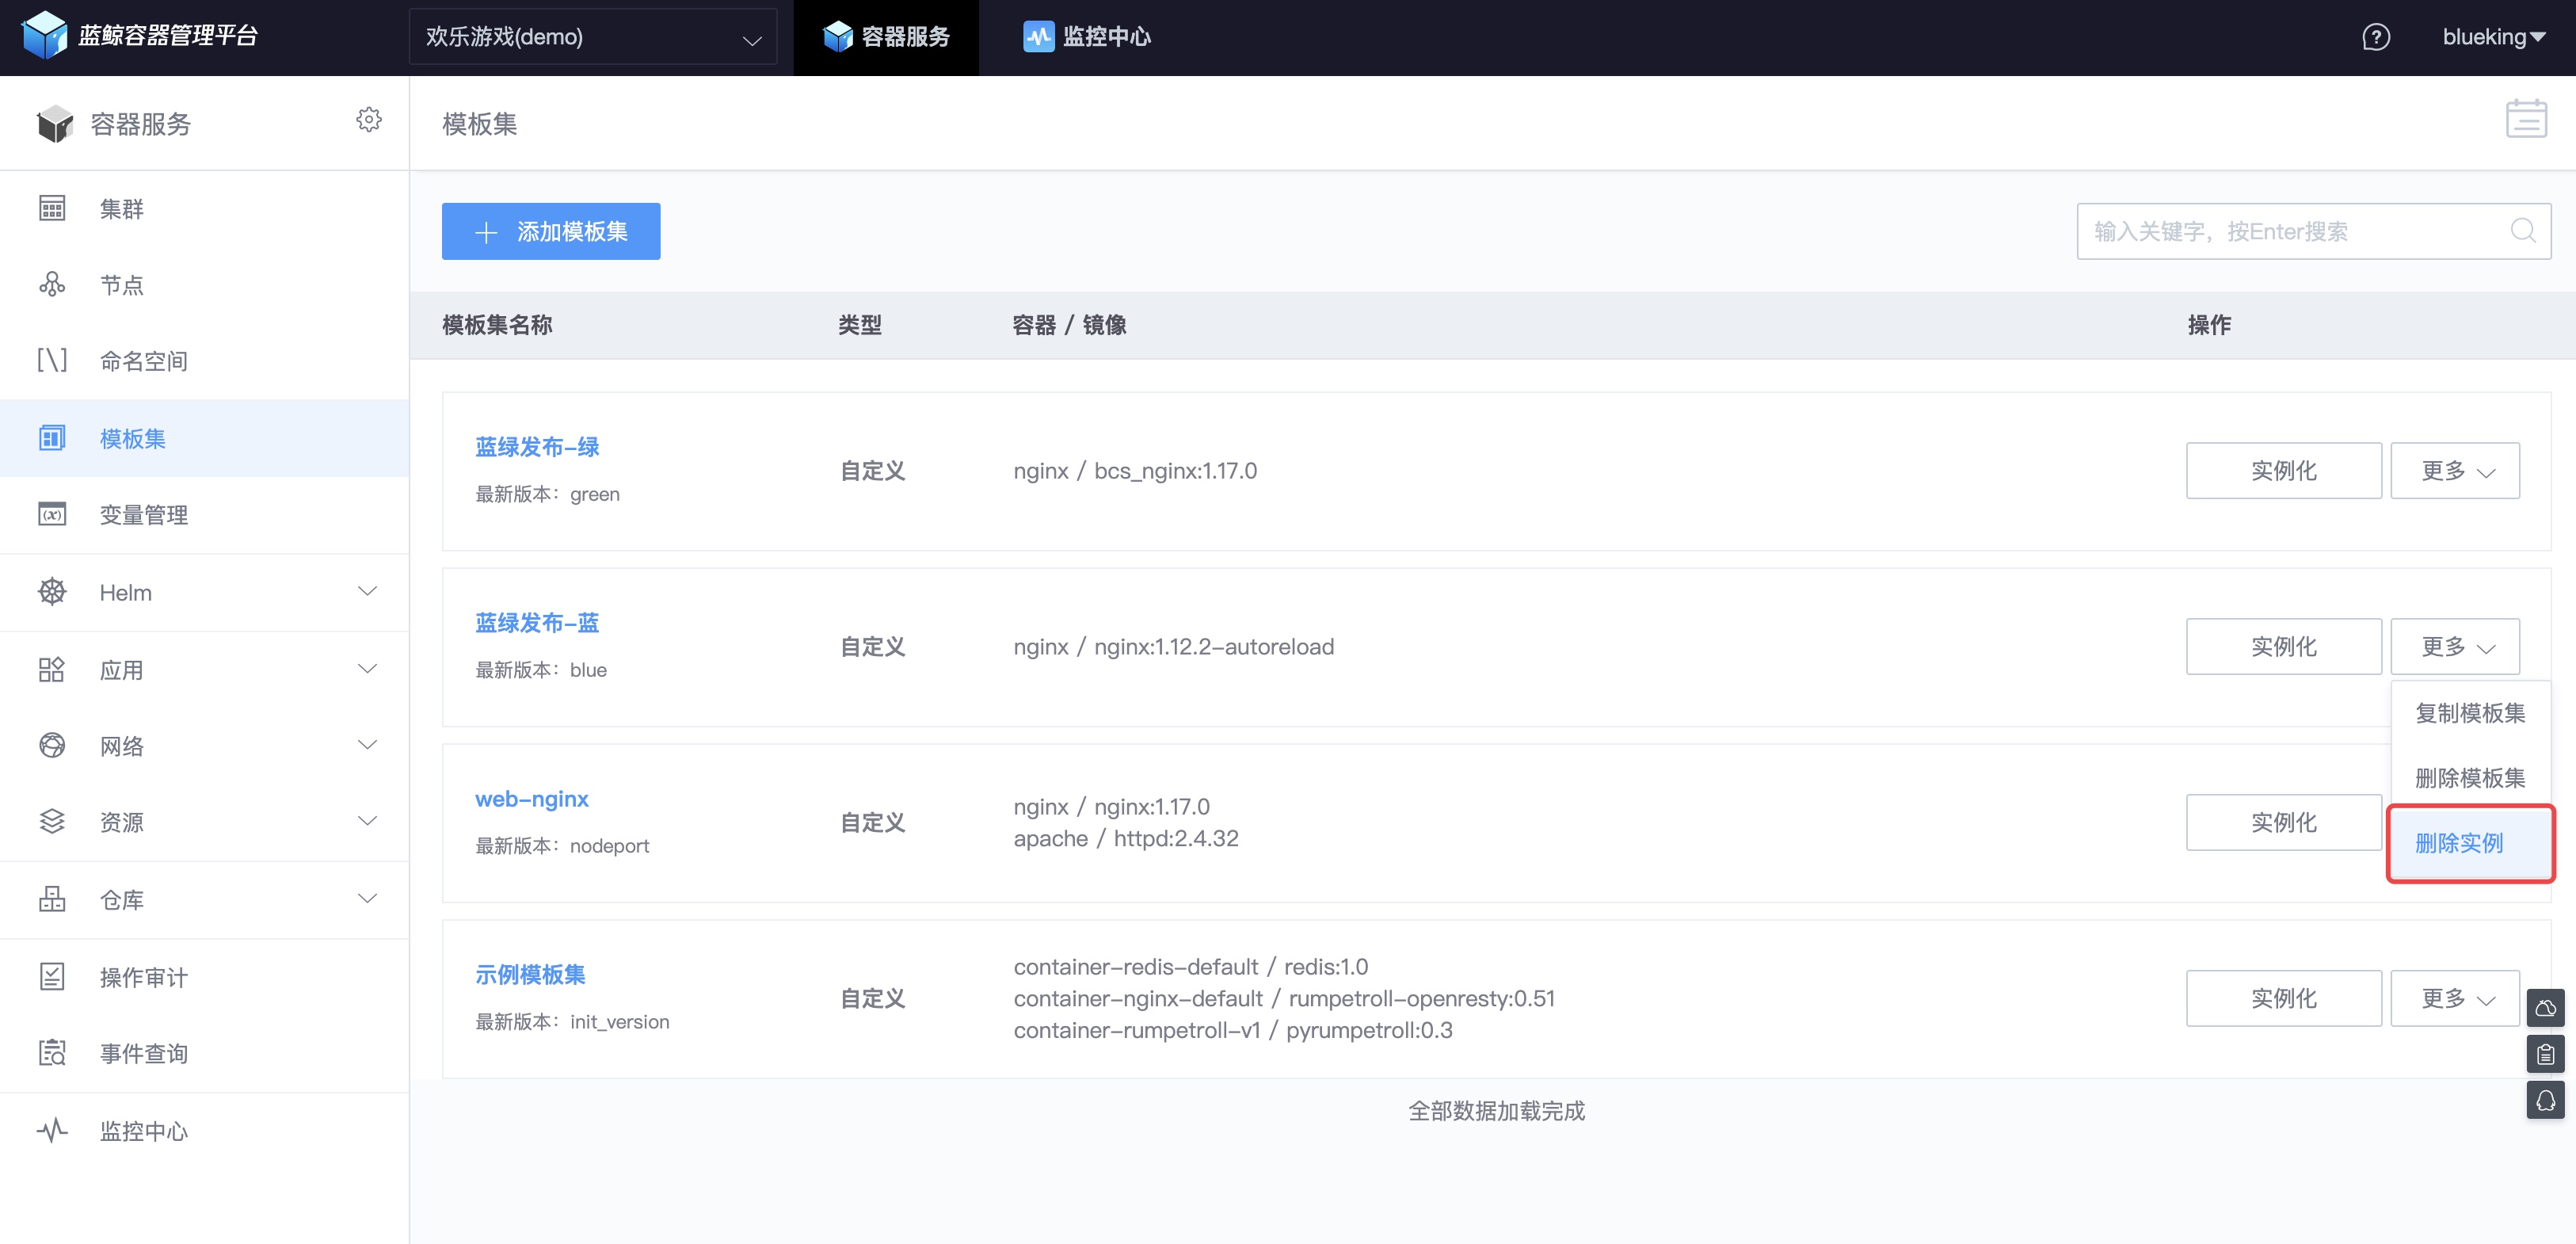 蓝鲸容器管理平台
欢乐游戏(demo)
容器服务
监控中心
blueking
容器服务
模板集
集群
节点
命名空间
模板集
变量管理
Helm
应用
网络
资源
仓库
操作审计
事件查询
监控中心
添加模板集
输入关键字，按Enter搜索
模板集名称 类型 容器 / 镜像 操作
蓝绿发布-绿
最新版本：green
自定义
nginx / bcs_nginx:1.17.0
实例化 更多
蓝绿发布-蓝
最新版本：blue
自定义
nginx / nginx:1.12.2-autoreload
实例化 更多
复制模板集
删除模板集
删除实例
web-nginx
最新版本：nodeport
自定义
nginx / nginx:1.17.0
apache / httpd:2.4.32
实例化
示例模板集
最新版本：init_version
自定义
container-redis-default / redis:1.0
container-nginx-default / rumpetroll-openresty:0.51
container-rumpetroll-v1 / pyrumpetroll:0.3
实例化 更多
全部数据加载完成